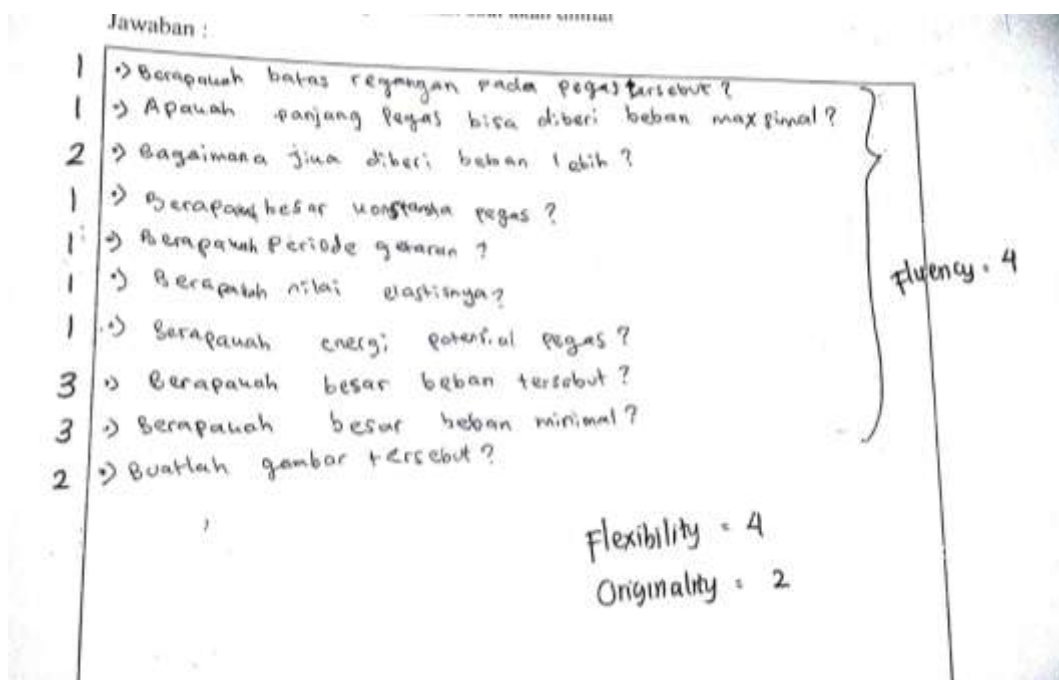 Jawaban :
1 •) Berapakah batas regangan pada pegas tersebut?
1 •) Apakah panjang pegas bisa diberi beban maxsimal?
2 •) Bagaimana jika diberi beban lebih?
1 •) Berapakah besar konstanta pegas?
1 •) Berapakah periode getaran?
1 •) Berapakah nilai elastisnya?
1 •) Berapakah energi potensial pegas?
3 •) Berapakah besar beban tersebut?
3 •) Berapakah besar beban minimal?
2 •) Buatlah gambar tersebut?
Fluency = 4
Flexibility = 4
Originality = 2